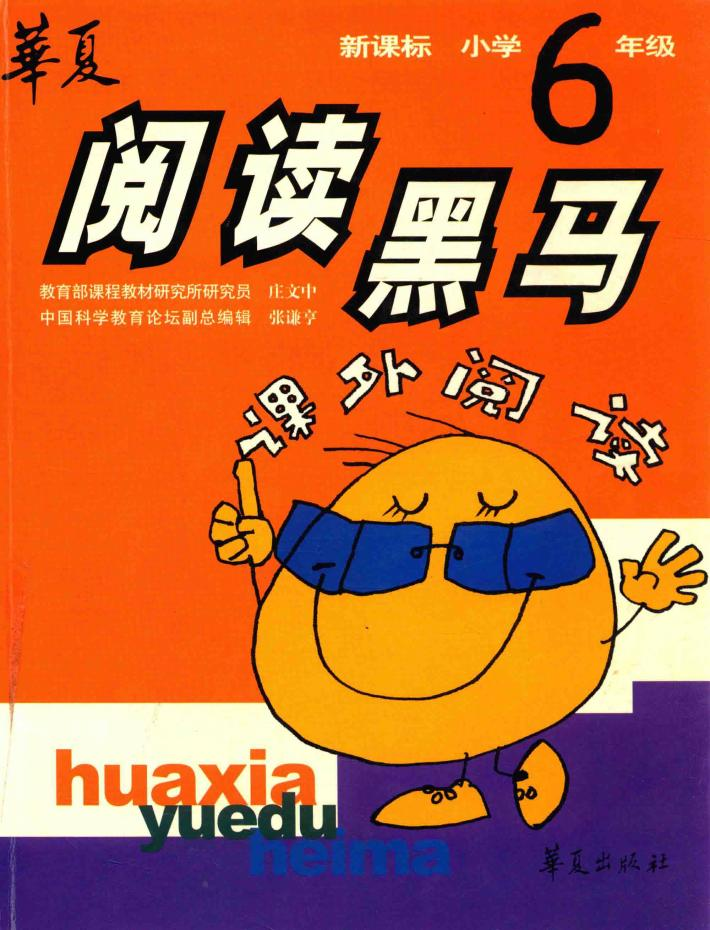 華夏
新课标 小学6年级
阅读黑马
教育部课程教材研究所研究员 庄文中
中国科学教育论坛副总编辑 张谦亨
课外阅读
huaxia
yuedu
heima
華夏出版社